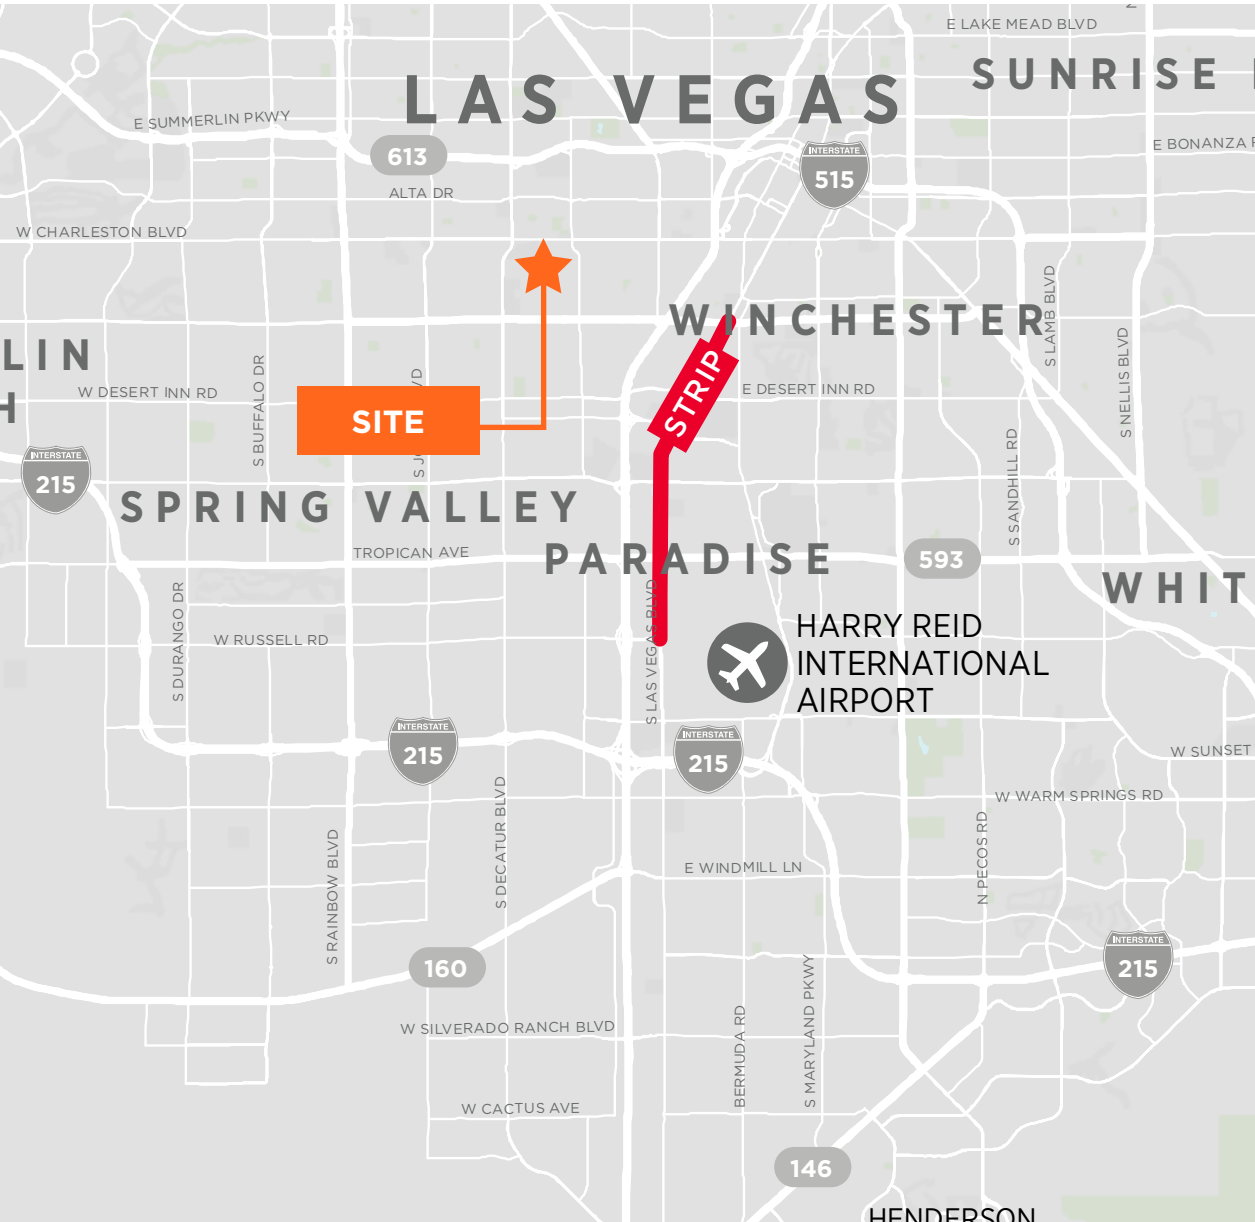 E LAKE MEAD BLVD
SUNRISE
LAS VEGAS
E SUMMERLIN PKWY
613
INTERSTATE
515
E BONANZA
ALTA DR
W CHARLESTON BLVD
WINCHESTER
S LAMB BLVD
LIN
H
W DESERT INN RD
S BUFFALO DR
SITE
STRIP
E DESERT INN RD
S NELLIS BLVD
INTERSTATE
215
SPRING VALLEY
S SANDHILL RD
TROPICAN AVE
PARADISE
593
WHIT
S DURANGO DR
W RUSSELL RD
S LAS VEGAS BLVD
HARRY REID
INTERNATIONAL
AIRPORT
INTERSTATE
215
INTERSTATE
215
W SUNSET
S DECATUR BLVD
W WARM SPRINGS RD
S RAINBOW BLVD
E WINDMILL LN
N PECOS RD
160
INTERSTATE
215
W SILVERADO RANCH BLVD
BERMUDA RD
S MARYLAND PKWY
W CACTUS AVE
146
HENDERSON